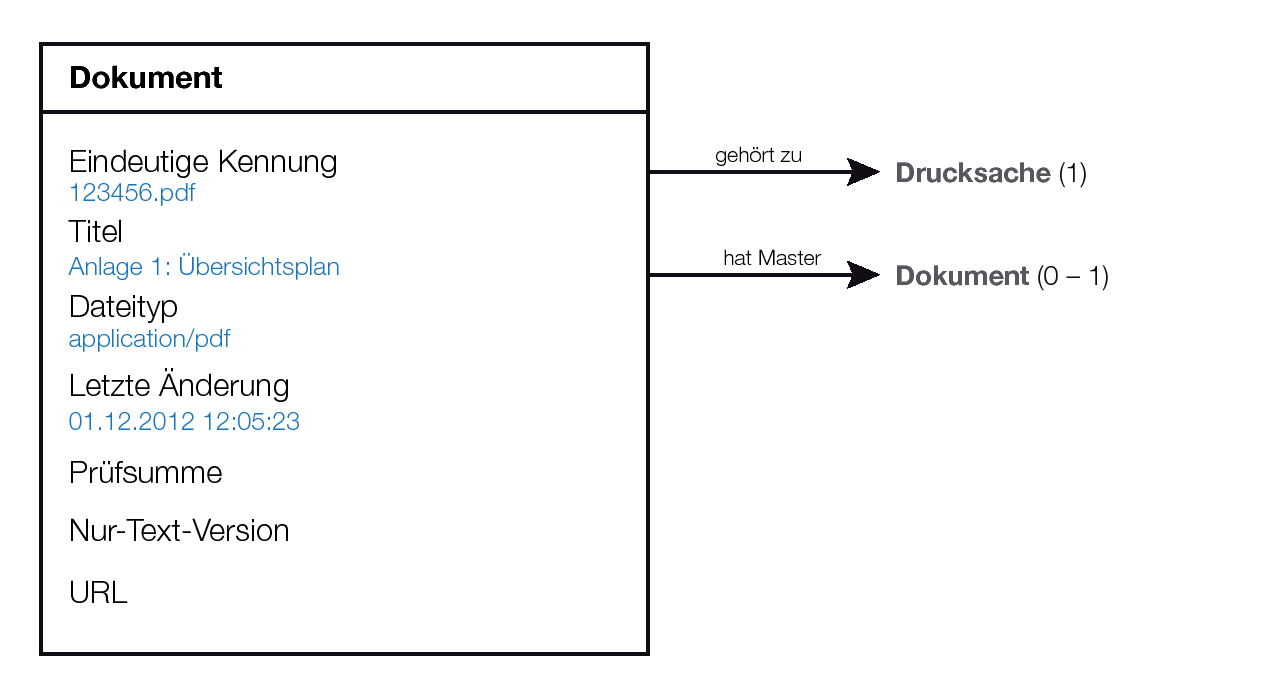 Dokument
Eindeutige Kennung
123456.pdf
Titel
Anlage 1: Übersichtsplan
Dateityp
application/pdf
Letzte Änderung
01.12.2012 12:05:23
Prüfsumme
Nur-Text-Version
URL
gehört zu
Drucksache (1)
hat Master
Dokument (0 – 1)